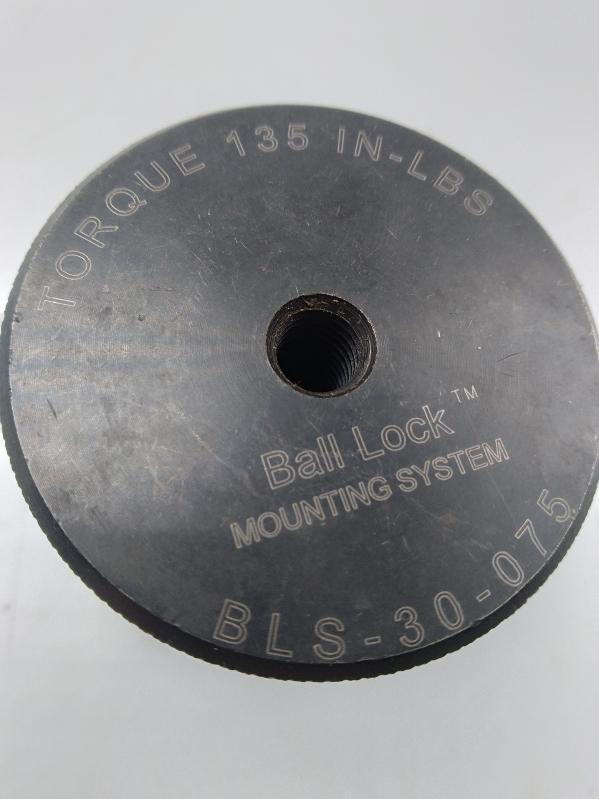 TORQUE 135 IN-LBS
Ball Lock™
MOUNTING SYSTEM
BLS-30-075